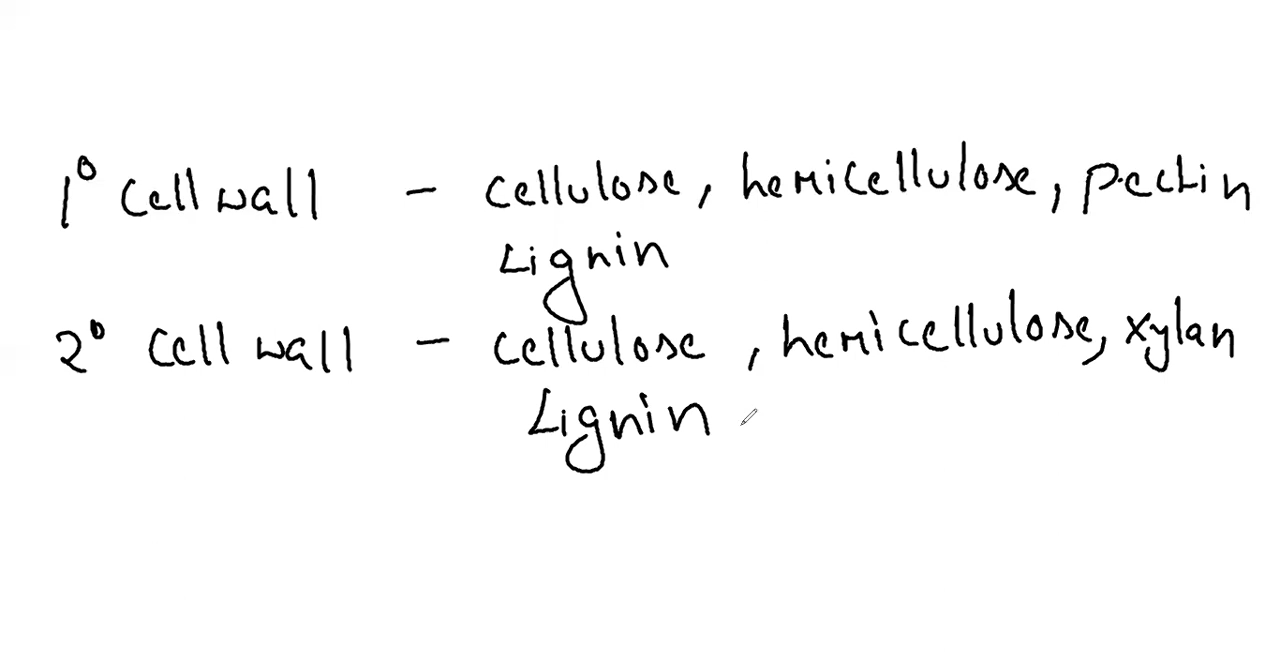 1° cell wall - cellulose, hemicellulose, pectin
Lignin
2° cell wall - cellulose, hemicellulose, xylan
Lignin